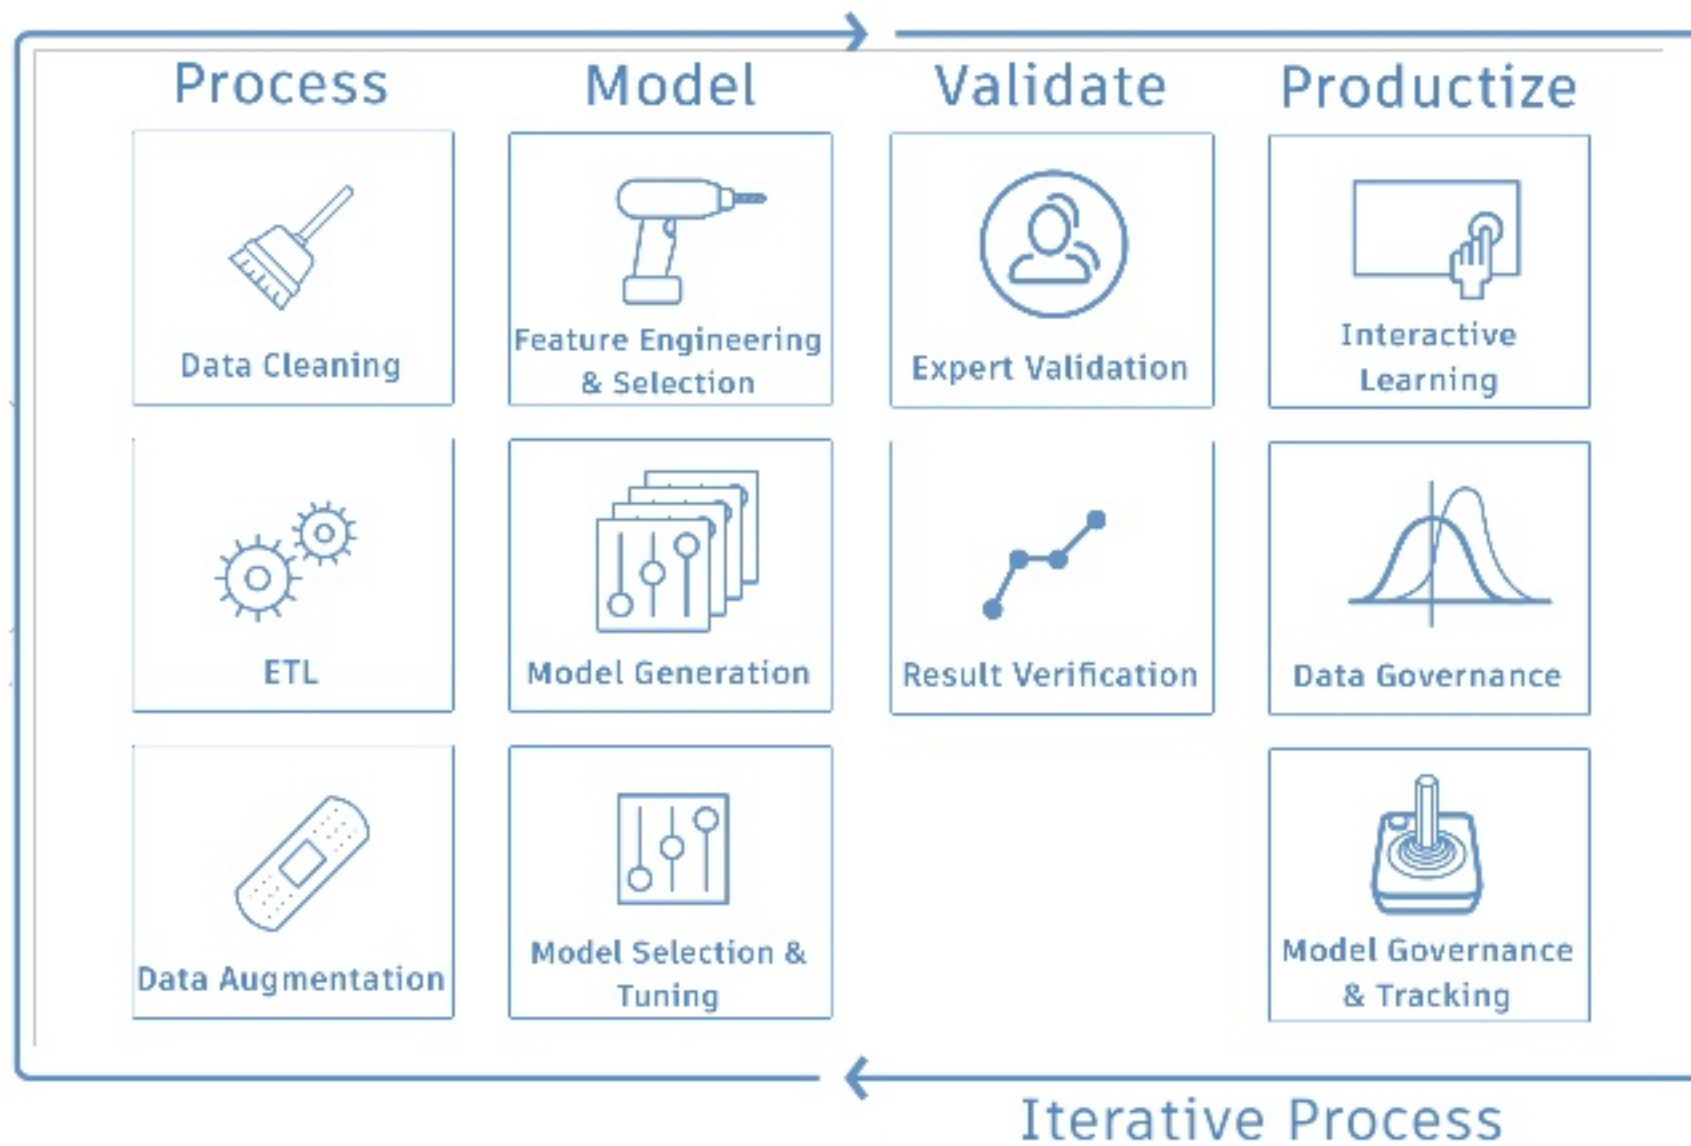 Process
Model
Validate
Productize
Data Cleaning
Feature Engineering
& Selection
Expert Validation
Interactive
Learning
ETL
Model Generation
Result Verification
Data Governance
Data Augmentation
Model Selection &
Tuning
Model Governance
& Tracking
Iterative Process